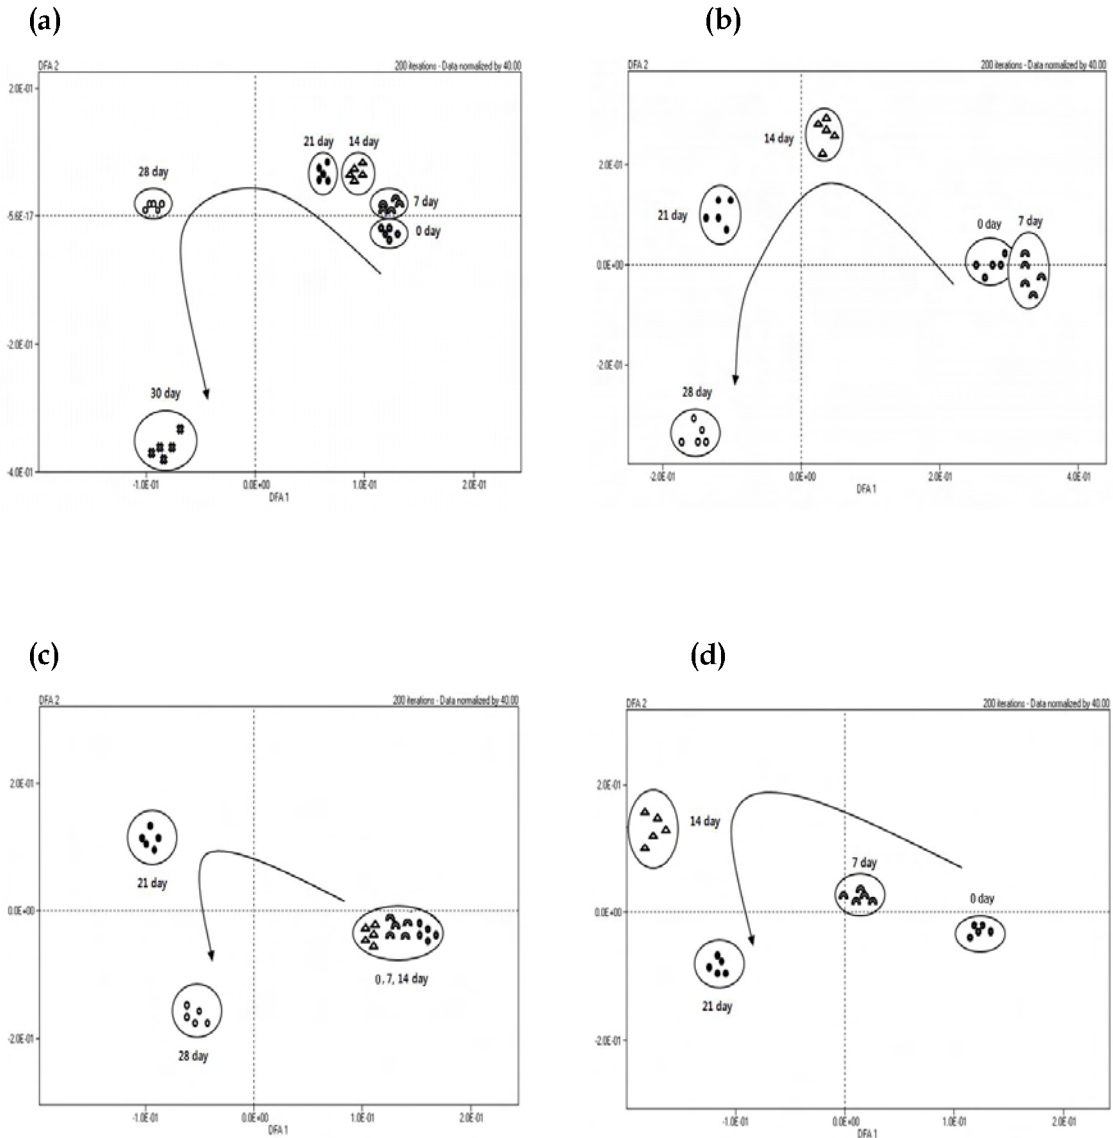 (a)
(b)
DFA 2
200 iterations - Data normalized by 40.00
2.0E-01
21 day
14 day
28 day
7 day
5.6E-17
0 day
-2.0E-01
30 day
-4.0E-01
-1.0E-01
0.0E+00
1.0E-01
2.0E-01
DFA 1
DFA 2
200 iterations - Data normalized by 40.00
14 day
2.0E-01
21 day
0 day
7 day
0.0E+00
-2.0E-01
28 day
-2.0E-01
0.0E+00
2.0E-01
4.0E-01
DFA 1
(c)
(d)
DFA 2
200 iterations - Data normalized by 40.00
2.0E-01
21 day
0.0E+00
0, 7, 14 day
-2.0E-01
28 day
-1.0E-01
0.0E+00
1.0E-01
2.0E-01
DFA 1
DFA 2
200 iterations - Data normalized by 40.00
2.0E-01
14 day
7 day
0 day
0.0E+00
21 day
-2.0E-01
-1.0E-01
0.0E+00
1.0E-01
2.0E-01
DFA 1